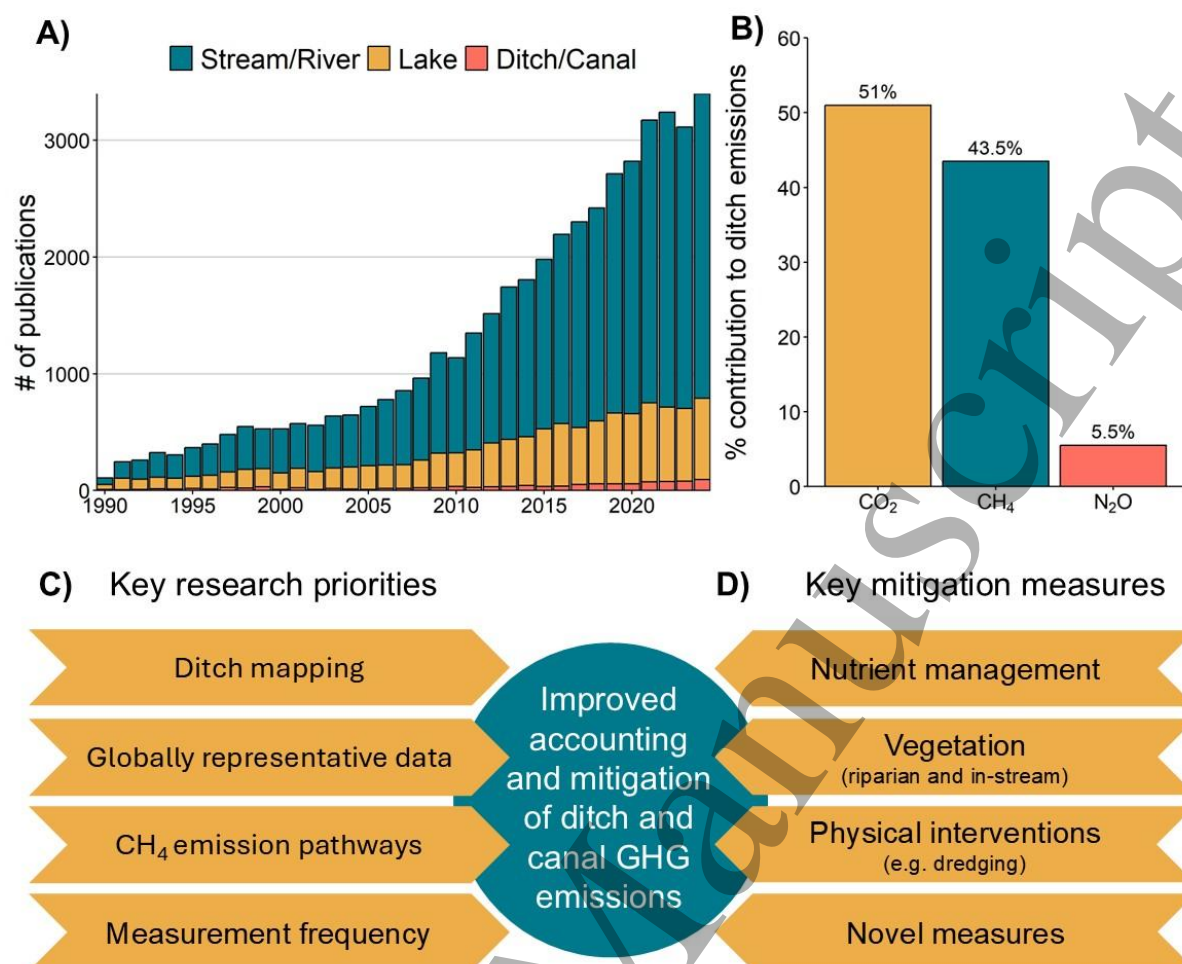 A)
Stream/River Lake Ditch/Canal
# of publications
3000
2000
1000
0
1990 1995 2000 2005 2010 2015 2020
B)
% contribution to ditch emissions
60
50
40
30
20
10
0
51%
43.5%
5.5%
CO₂ CH₄ N₂O
C) Key research priorities
Ditch mapping
Globally representative data
CH₄ emission pathways
Measurement frequency
Improved
accounting
and mitigation
of ditch and
canal GHG
emissions
D) Key mitigation measures
Nutrient management
Vegetation
(riparian and in-stream)
Physical interventions
(e.g. dredging)
Novel measures
Manuscript